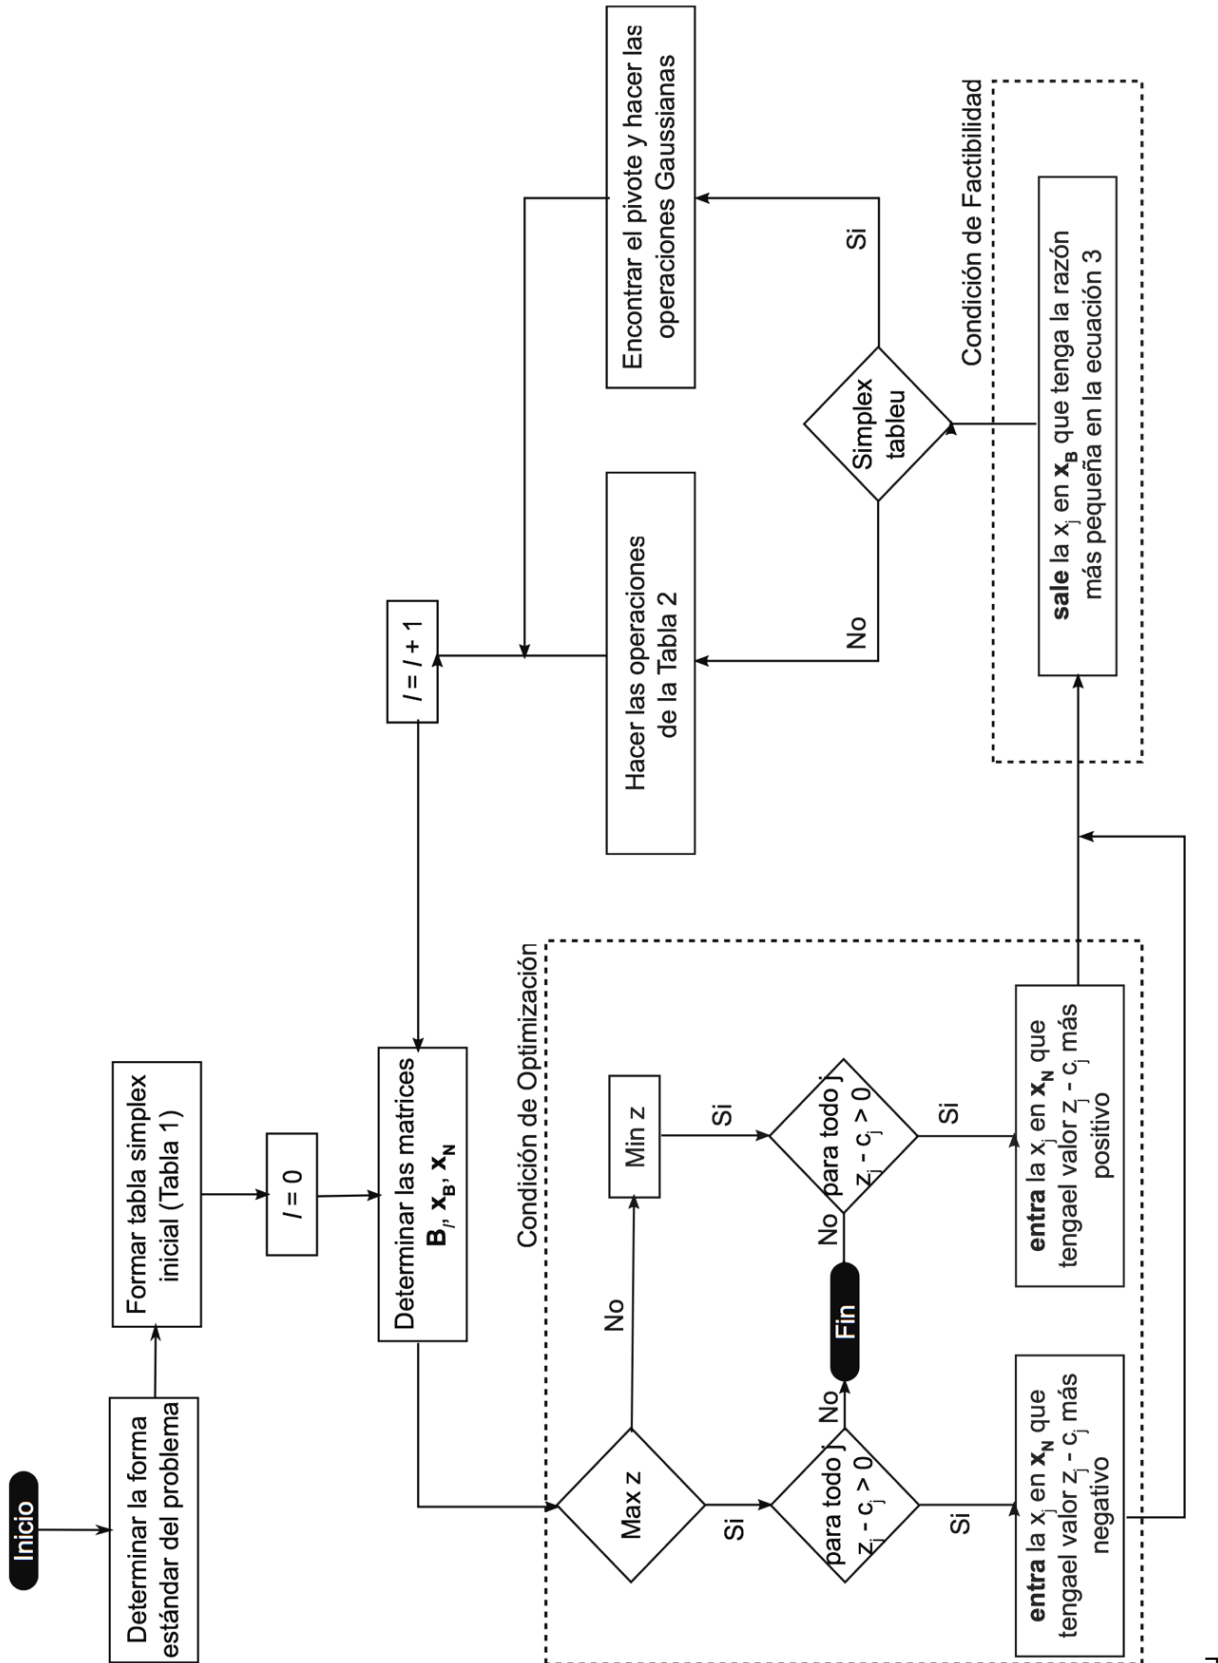 Inicio
Determinar la forma
estándar del problema
Formar tabla simplex
inicial (Tabla 1)
l = 0
Determinar las matrices
B_l, x_B, x_N
Condición de Optimización
Max z
No
Min z
Si
Si
para todo j
z_j - c_j > 0
No
Fin
No
para todo j
z_j - c_j > 0
Si
Si
entra la x_j en x_N que
tengael valor z_j - c_j más
negativo
entra la x_j en x_N que
tengael valor z_j - c_j más
positivo
Condición de Factibilidad
sale la x_j en x_B que tenga la razón
más pequeña en la ecuación 3
Simplex
tableu
No
Si
Hacer las operaciones
de la Tabla 2
Encontrar el pivote y hacer las
operaciones Gaussianas
l = l + 1